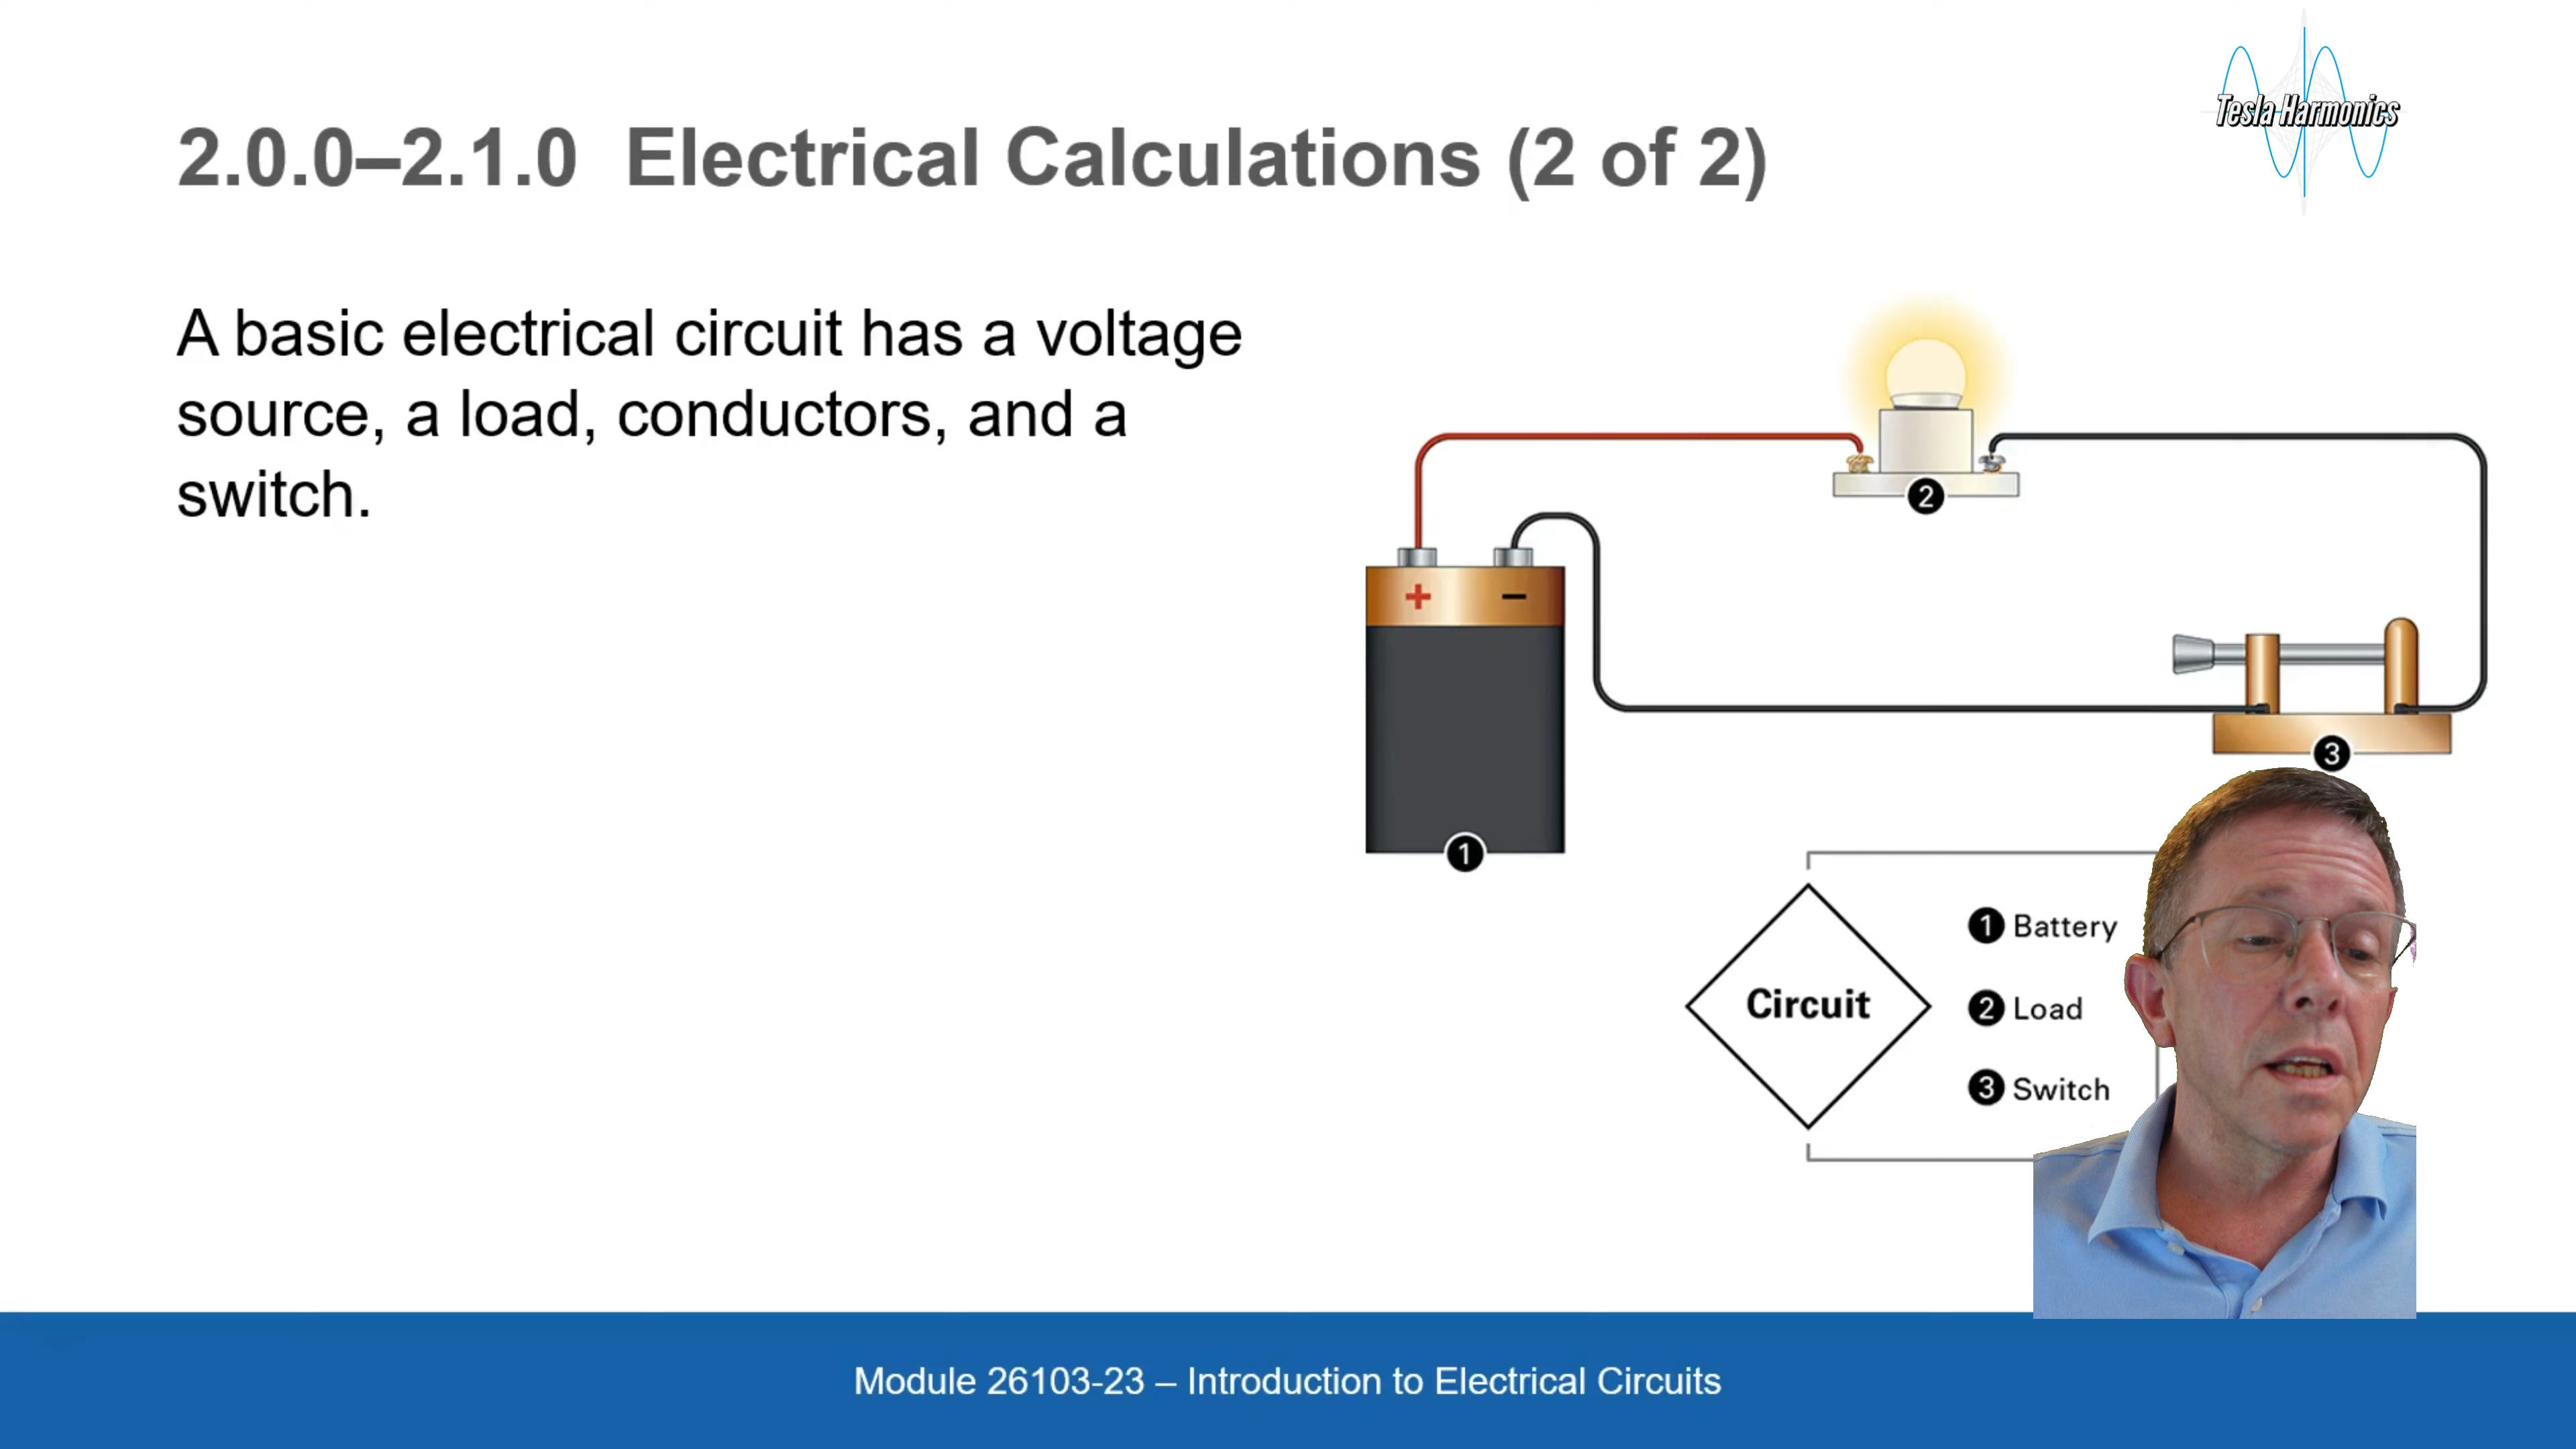 Tesla Harmonics
2.0.0–2.1.0 Electrical Calculations (2 of 2)
A basic electrical circuit has a voltage
source, a load, conductors, and a
switch.
2
+ −
3
1
Circuit
1 Battery
2 Load
3 Switch
Module 26103-23 – Introduction to Electrical Circuits